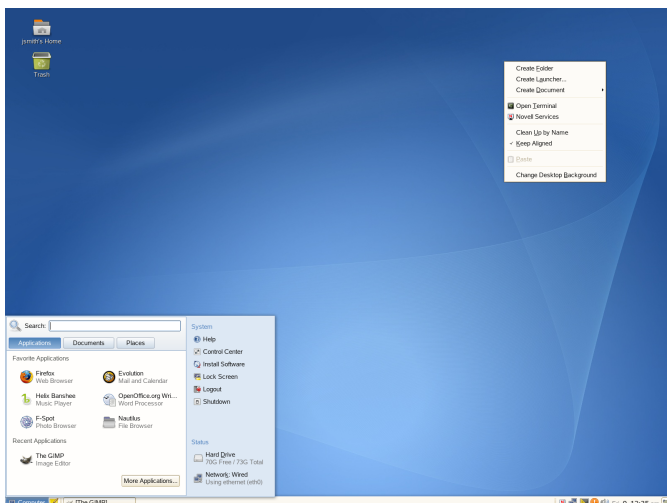 jsmith's Home
Trash
Create Folder
Create Launcher...
Create Document
Open Terminal
Novell Services
Clean Up by Name
Keep Aligned
Paste
Change Desktop Background
Search:
Applications
Documents
Places
Favorite Applications
Firefox
Web Browser
Evolution
Mail and Calendar
Helix Banshee
Music Player
OpenOffice.org Wri...
Word Processor
F-Spot
Photo Browser
Nautilus
File Browser
Recent Applications
The GIMP
Image Editor
More Applications...
System
Help
Control Center
Install Software
Lock Screen
Logout
Shutdown
Status
Hard Drive
70G Free / 73G Total
Network: Wired
Using ethernet (eth0)
Computer
[The GIMP]